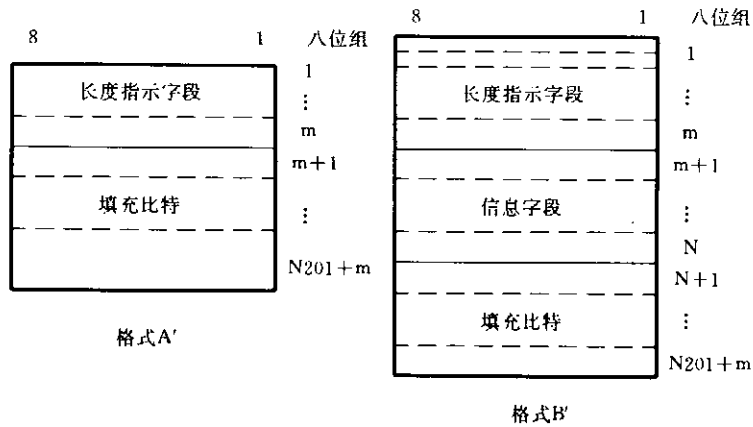 8 1 八位组
长度指示字段
填充比特
1
⋮
m
m+1
⋮
N201+m
格式A′
8 1 八位组
长度指示字段
信息字段
填充比特
1
⋮
m
m+1
⋮
N
N+1
⋮
N201+m
格式B′